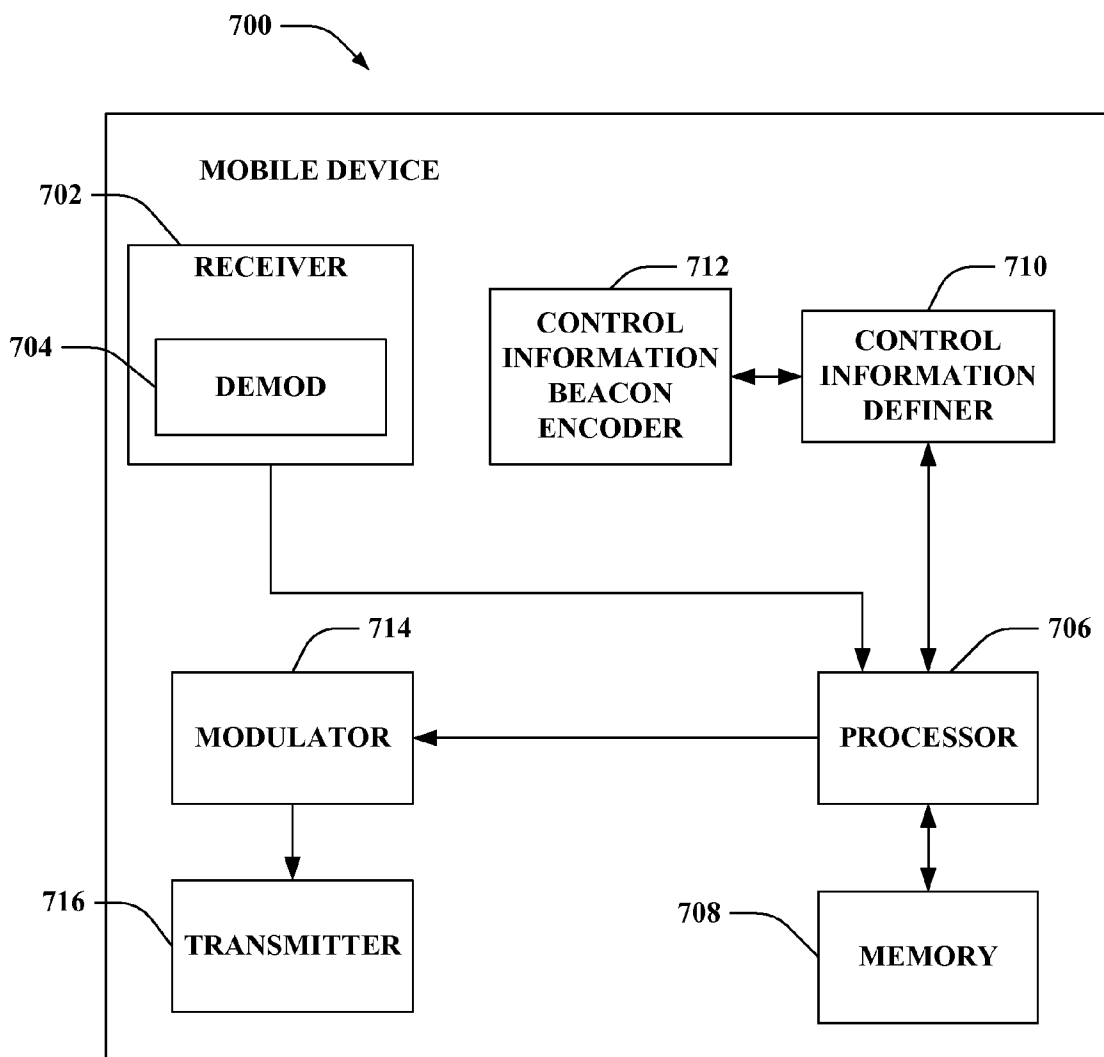 700
MOBILE DEVICE
702
RECEIVER
704
DEMOD
712
CONTROL
INFORMATION
BEACON
ENCODER
710
CONTROL
INFORMATION
DEFINER
714
MODULATOR
706
PROCESSOR
716
TRANSMITTER
708
MEMORY